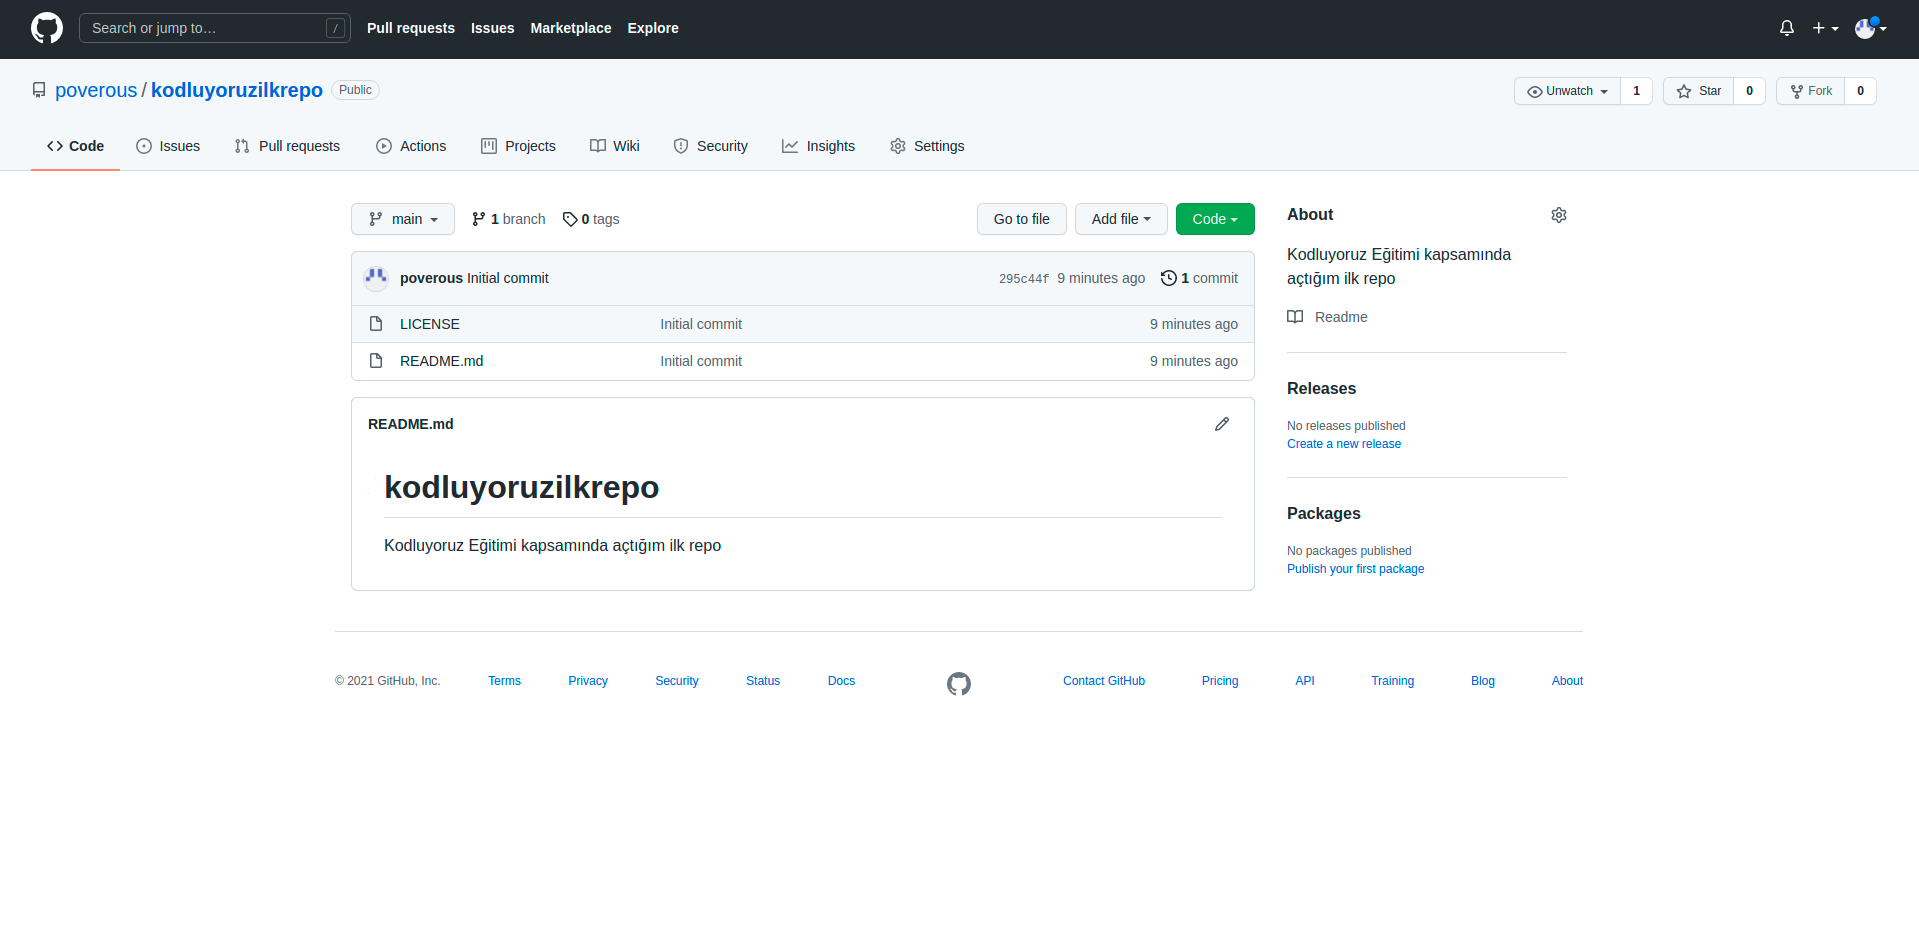 Search or jump to… /
Pull requests Issues Marketplace Explore
poverous / kodluyoruzilkrepo Public
Unwatch 1 Star 0 Fork 0
Code Issues Pull requests Actions Projects Wiki Security Insights Settings
main 1 branch 0 tags Go to file Add file Code
poverous Initial commit 295c44f 9 minutes ago 1 commit
LICENSE Initial commit 9 minutes ago
README.md Initial commit 9 minutes ago
README.md
kodluyoruzilkrepo
Kodluyoruz Eğitimi kapsamında açtığım ilk repo
About
Kodluyoruz Eğitimi kapsamında
açtığım ilk repo
Readme
Releases
No releases published
Create a new release
Packages
No packages published
Publish your first package
© 2021 GitHub, Inc. Terms Privacy Security Status Docs Contact GitHub Pricing API Training Blog About